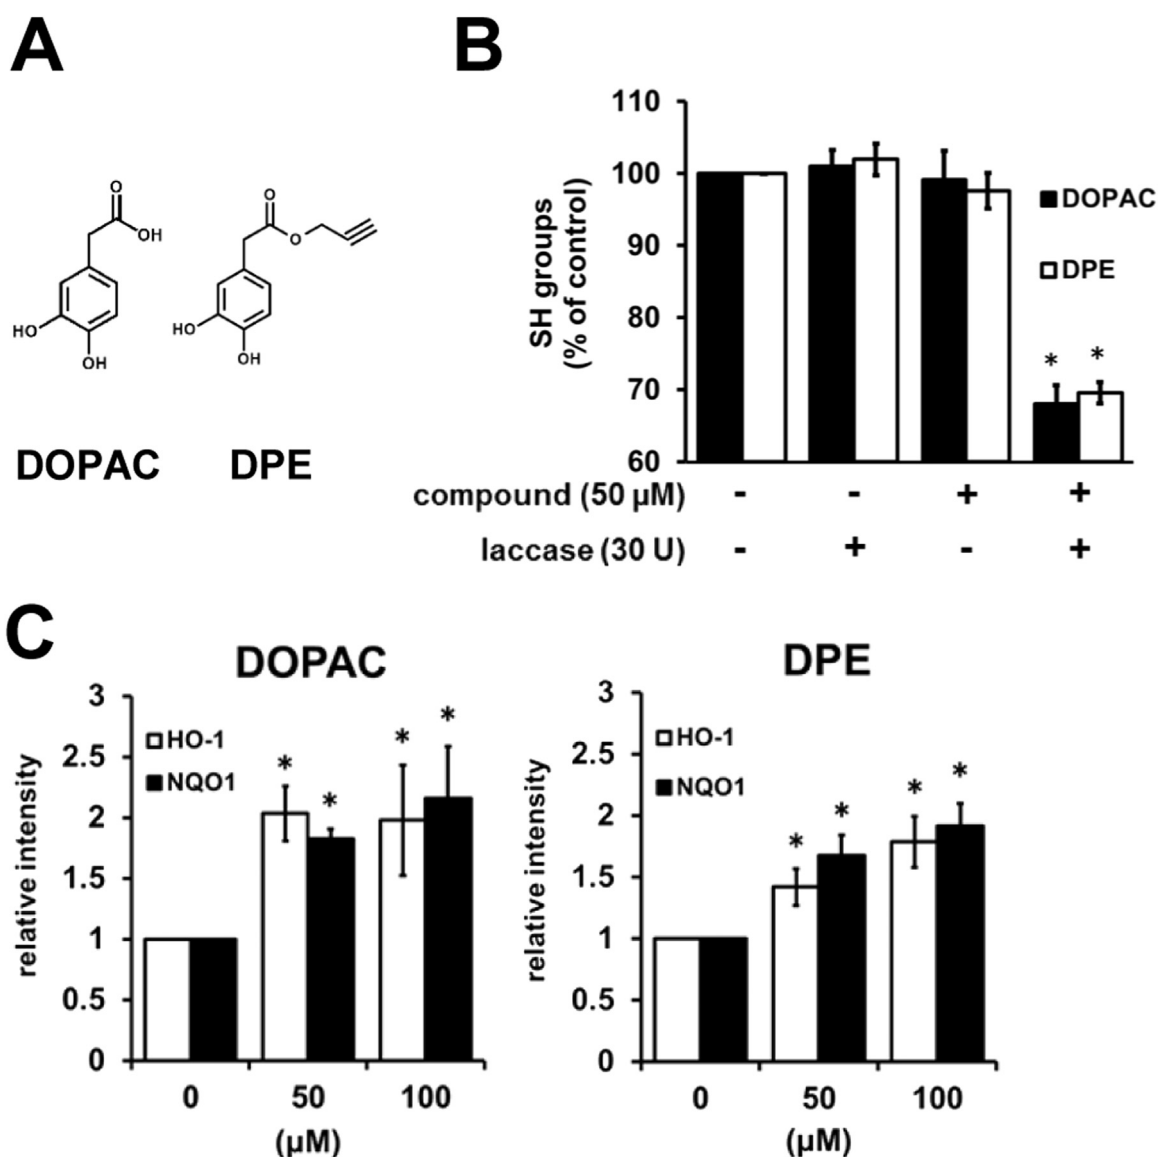 A
O
OH
HO
OH
O
O
HO
OH
DOPAC
DPE
B
SH groups
(% of control)
110
100
90
80
70
60
DOPAC
DPE
* *
compound (50 µM) - - + +
laccase (30 U) - + - +
C
DOPAC
relative intensity
3
2.5
2
1.5
1
0.5
0
HO-1
NQO1
* * * *
0 50 100
(µM)
DPE
relative intensity
3
2.5
2
1.5
1
0.5
0
HO-1
NQO1
* * * *
0 50 100
(µM)